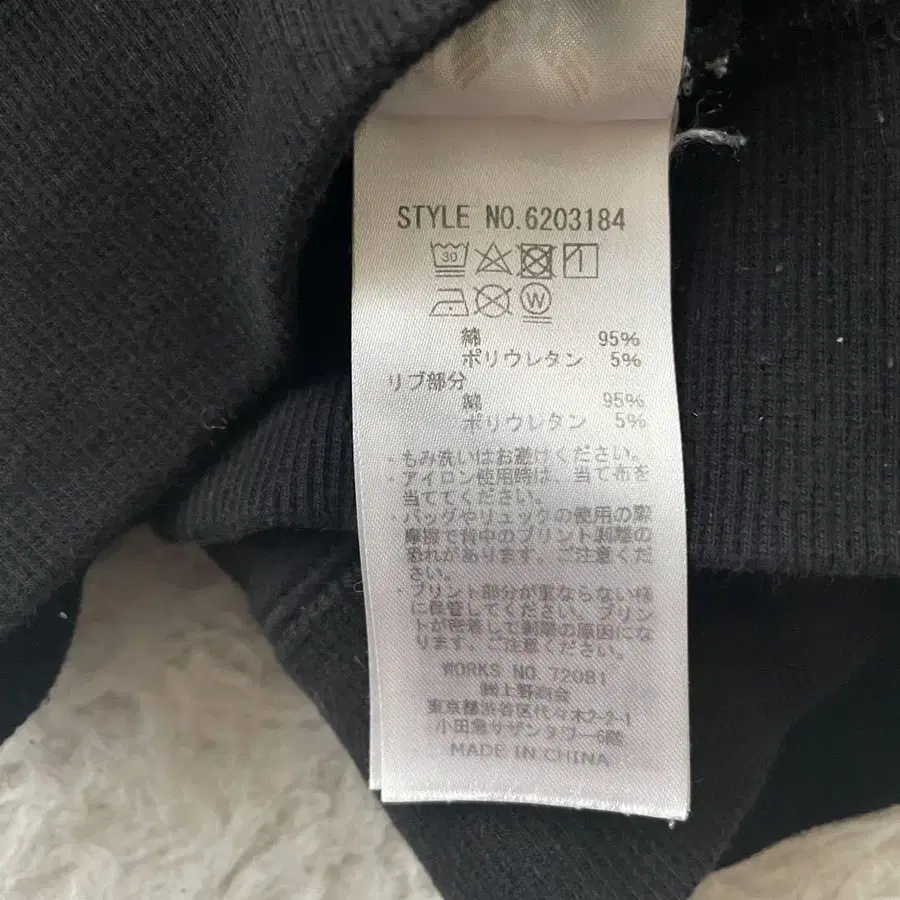 STYLE NO.6203184
30
W
綿 95%
ポリウレタン 5%
リブ部分
綿 95%
ポリウレタン 5%
・もみ洗いはお避けください。
・アイロン使用時は、当て布を
当ててください。
・バッグやリュックの使用の際
摩擦で背中のプリント剥離の
恐れがあります。ご注意くだ
さい。
・プリント部分が重ならない様
に保管してください。プリン
トが密着して剥離の原因にな
ります。ご注意ください。
WORKS NO. 720B1
㈱上野商会
東京都渋谷区代々木2-2-1
小田急サザンタワー6階
MADE IN CHINA